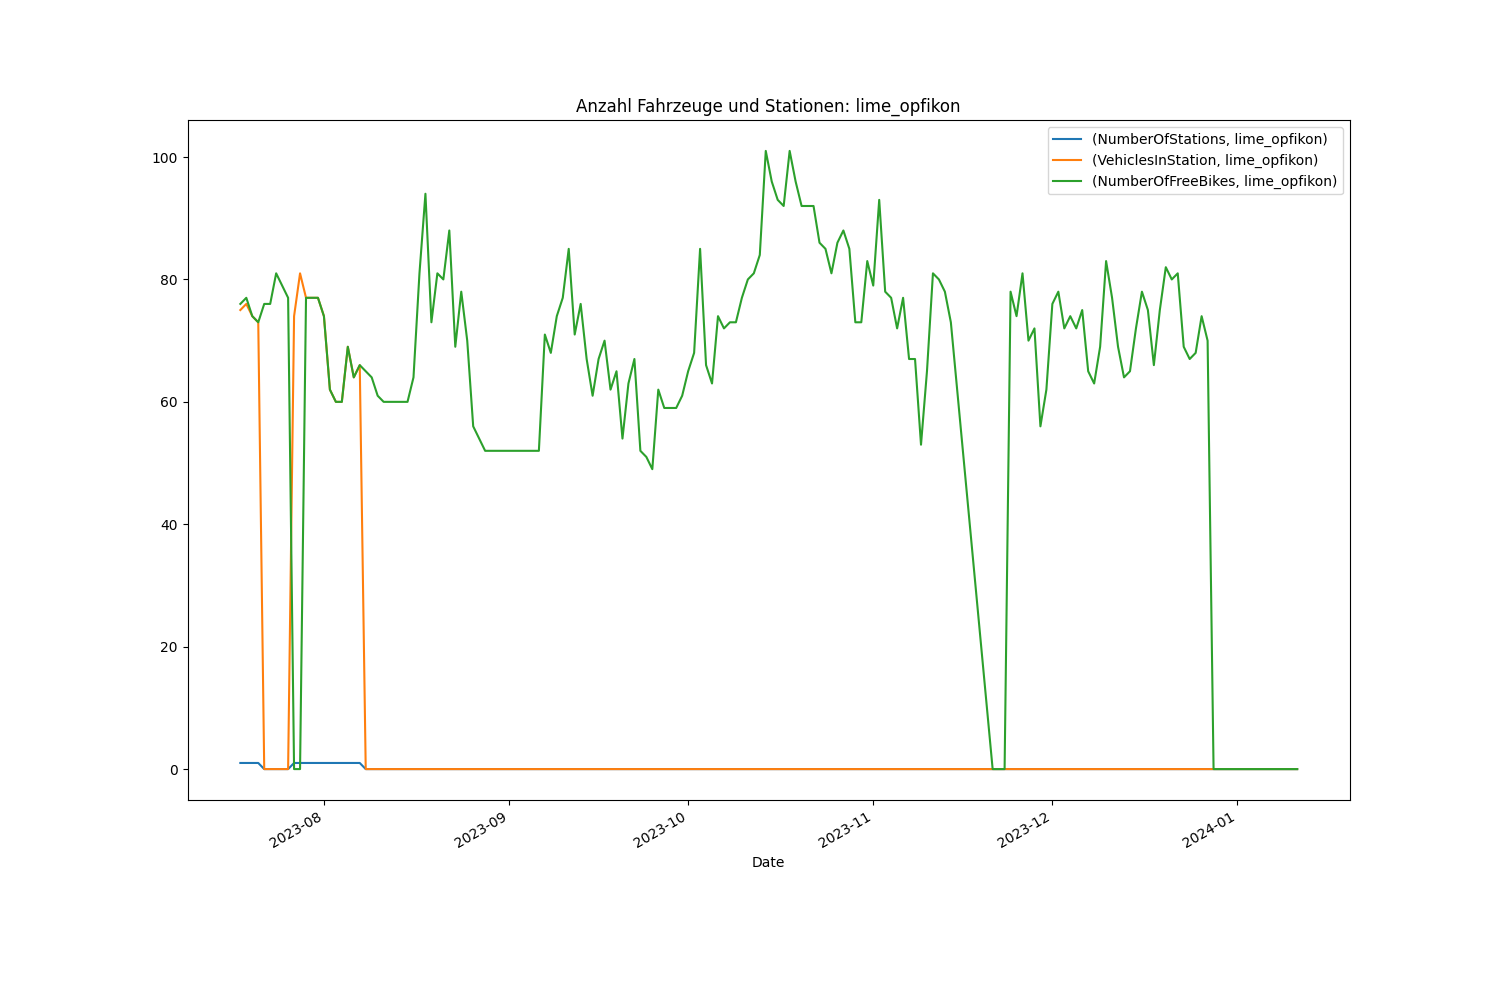 Anzahl Fahrzeuge und Stationen: lime_opfikon
(NumberOfStations, lime_opfikon)
(VehiclesInStation, lime_opfikon)
(NumberOfFreeBikes, lime_opfikon)
100
80
60
40
20
0
2023-08
2023-09
2023-10
2023-11
2023-12
2024-01
Date